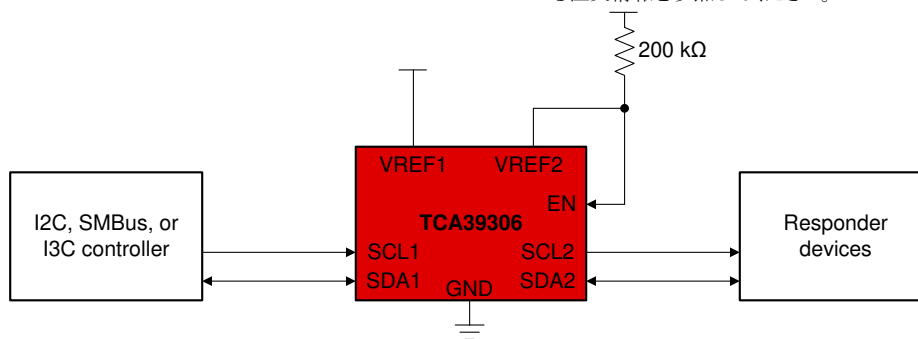 200 kΩ
VREF1
VREF2
EN
TCA39306
I2C, SMBus, or
I3C controller
SCL1
SCL2
SDA1
SDA2
GND
Responder
devices